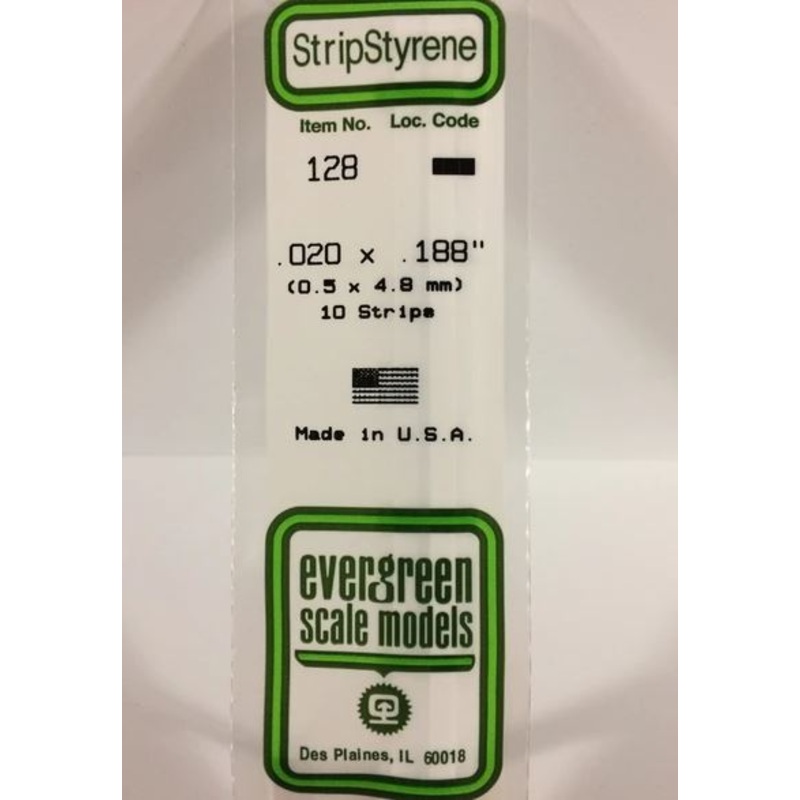 StripStyrene
Item No. Loc. Code
128
.020 x .188"
(0.5 x 4.8 mm)
10 Strips
Made in U.S.A.
evergreen
scale models
Des Plaines, IL 60018